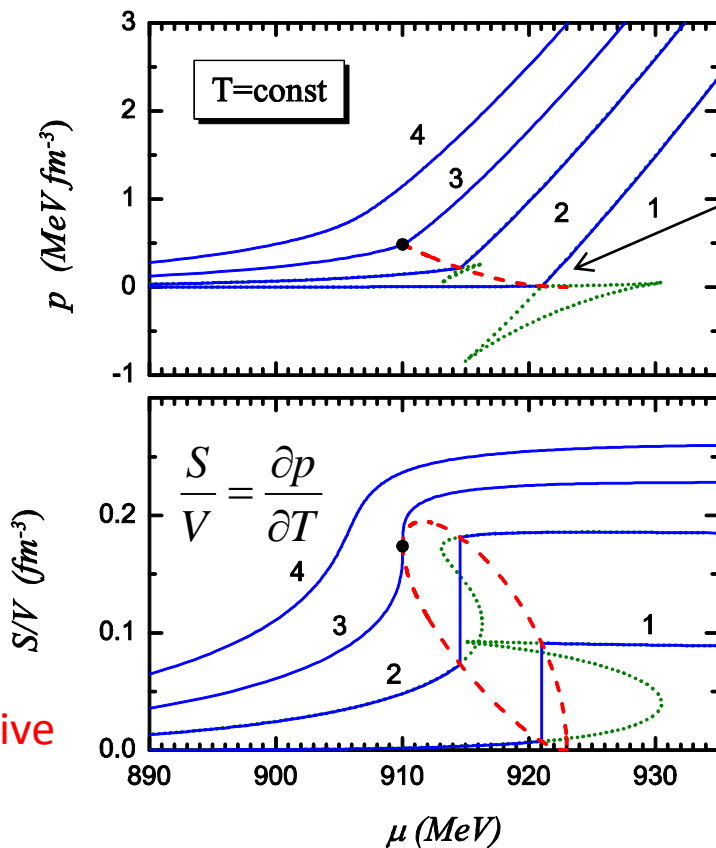 3
T=const
2
4
3
1
2
1
0
-1
p (MeV fm⁻³)
S/V = ∂p/∂T
0.2
4
S/V (fm⁻³)
3
0.1
1
2
ive
0.0
890 900 910 920 930
μ (MeV)